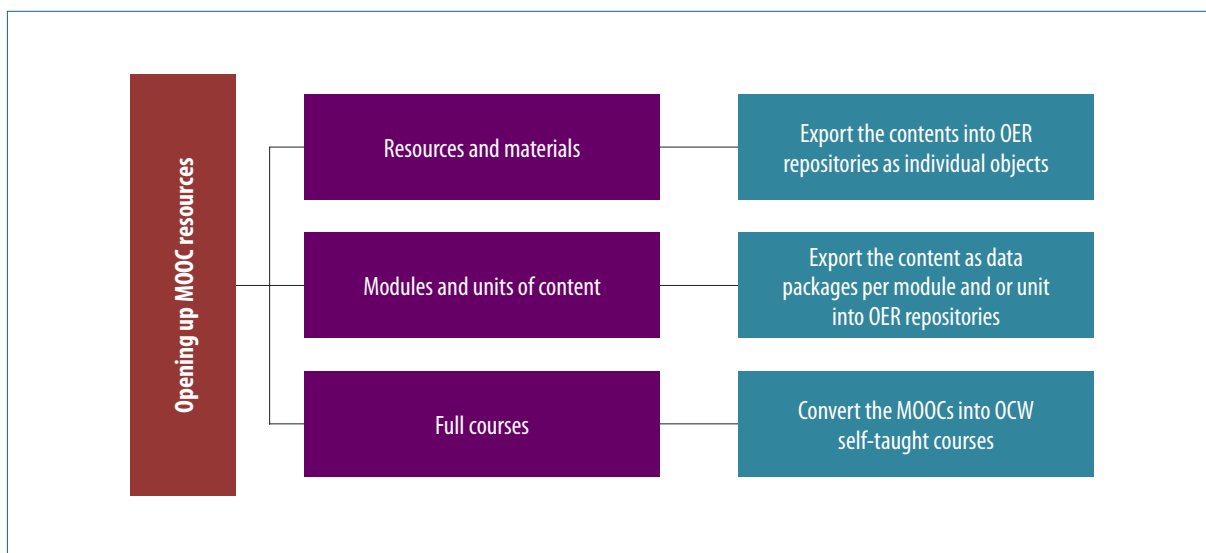 Opening up MOOC resources
Resources and materials
Export the contents into OER
repositories as individual objects
Modules and units of content
Export the content as data
packages per module and or unit
into OER repositories
Full courses
Convert the MOOCs into OCW
self-taught courses